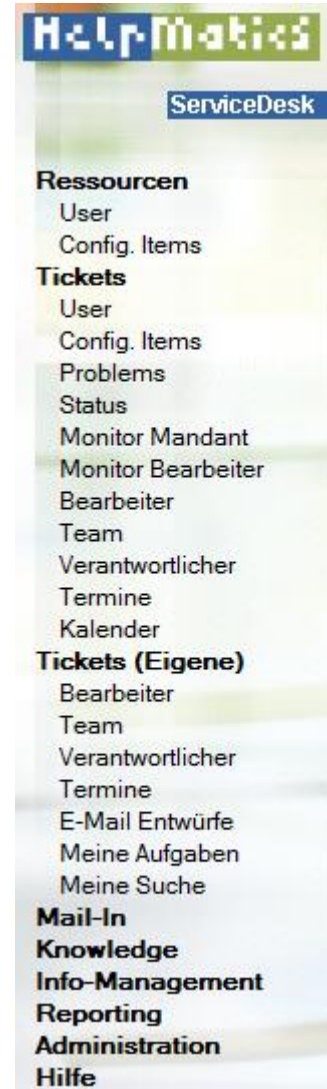 HelpMatics
ServiceDesk
Ressourcen
User
Config. Items
Tickets
User
Config. Items
Problems
Status
Monitor Mandant
Monitor Bearbeiter
Bearbeiter
Team
Verantwortlicher
Termine
Kalender
Tickets (Eigene)
Bearbeiter
Team
Verantwortlicher
Termine
E-Mail Entwürfe
Meine Aufgaben
Meine Suche
Mail-In
Knowledge
Info-Management
Reporting
Administration
Hilfe